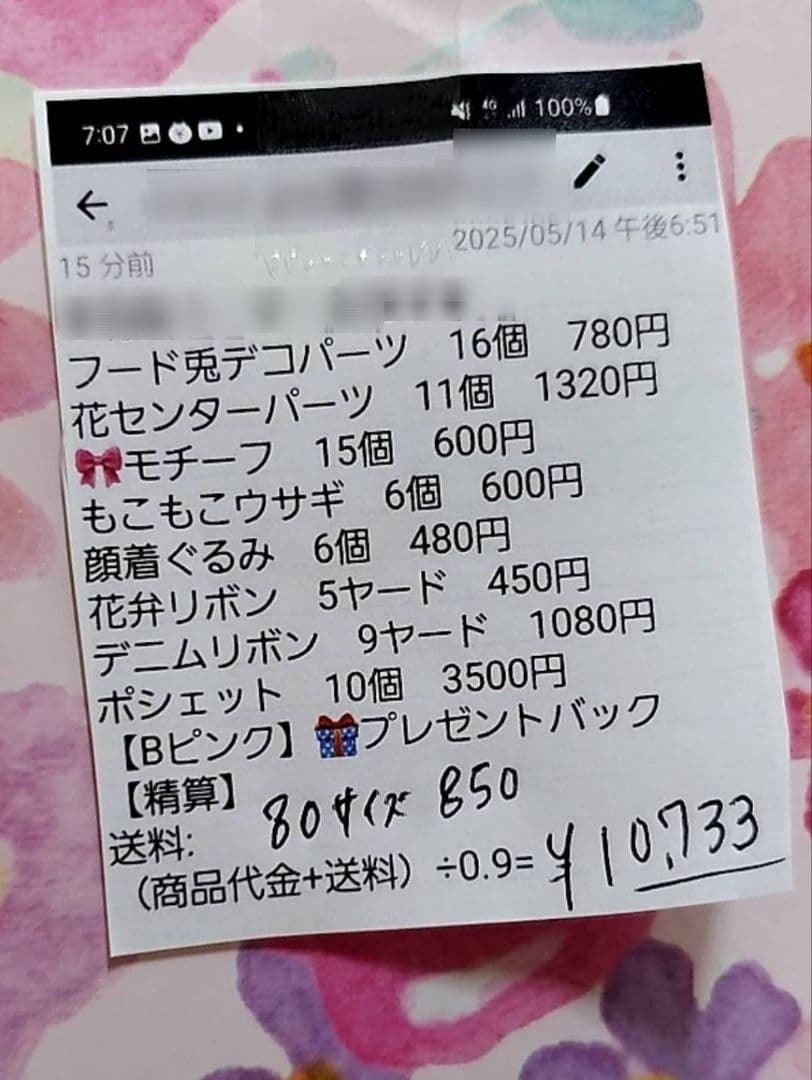 7:07 4G 100%
2025/05/14 午後6:51
15 分前
フード兎デコパーツ 16個 780円
花センターパーツ 11個 1320円
🎀モチーフ 15個 600円
もこもこウサギ 6個 600円
顔着ぐるみ 6個 480円
花弁リボン 5ヤード 450円
デニムリボン 9ヤード 1080円
ポシェット 10個 3500円
【Bピンク】🎁プレゼントバック
【精算】
送料: 80サイズ 850
（商品代金+送料）÷0.9= ¥10,733